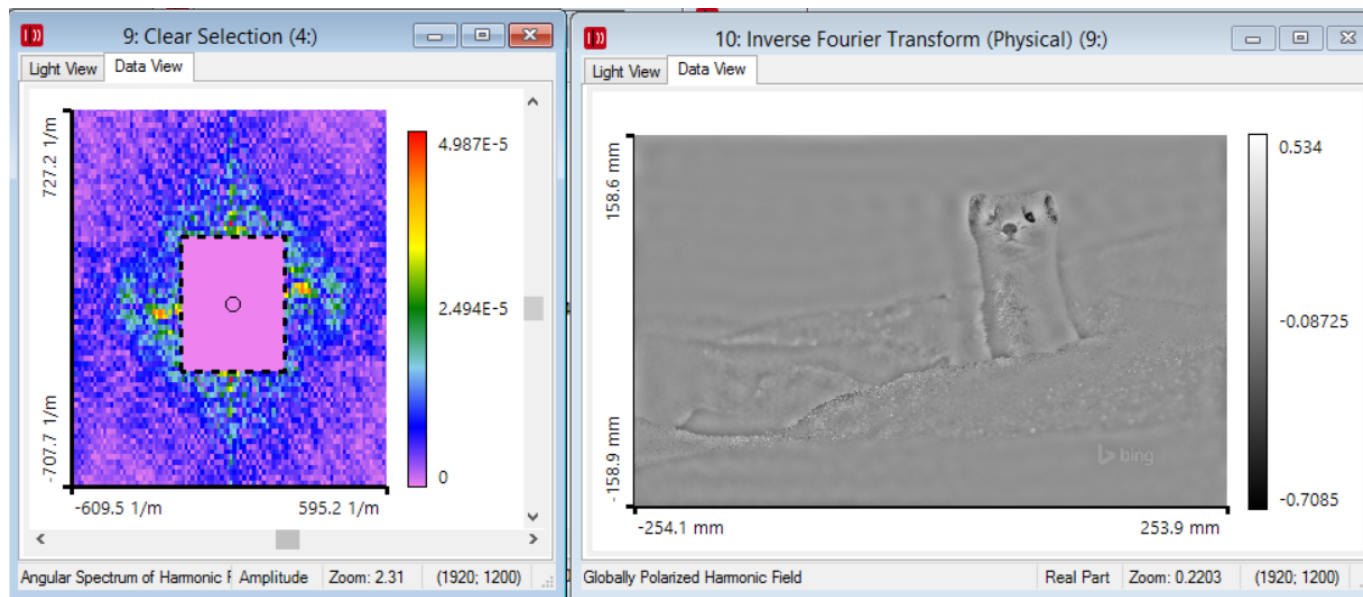 9: Clear Selection (4:)
Light View
Data View
727.2 1/m
-707.7 1/m
-609.5 1/m
595.2 1/m
4.987E-5
2.494E-5
0
Angular Spectrum of Harmonic F
Amplitude
Zoom: 2.31
(1920; 1200)
10: Inverse Fourier Transform (Physical) (9:)
Light View
Data View
158.6 mm
-158.9 mm
-254.1 mm
253.9 mm
bing
0.534
-0.08725
-0.7085
Globally Polarized Harmonic Field
Real Part
Zoom: 0.2203
(1920; 1200)